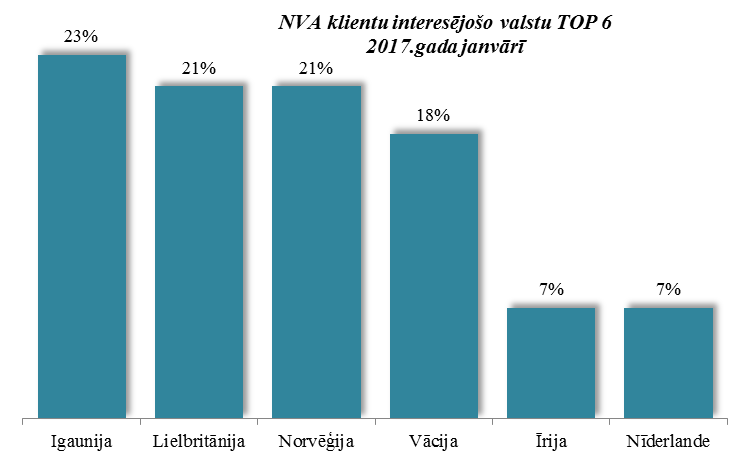 NVA klientu interesējošo valstu TOP 6
2017.gada janvārī
23%
21%
21%
18%
7%
7%
Igaunija
Lielbritānija
Norvēģija
Vācija
Īrija
Nīderlande